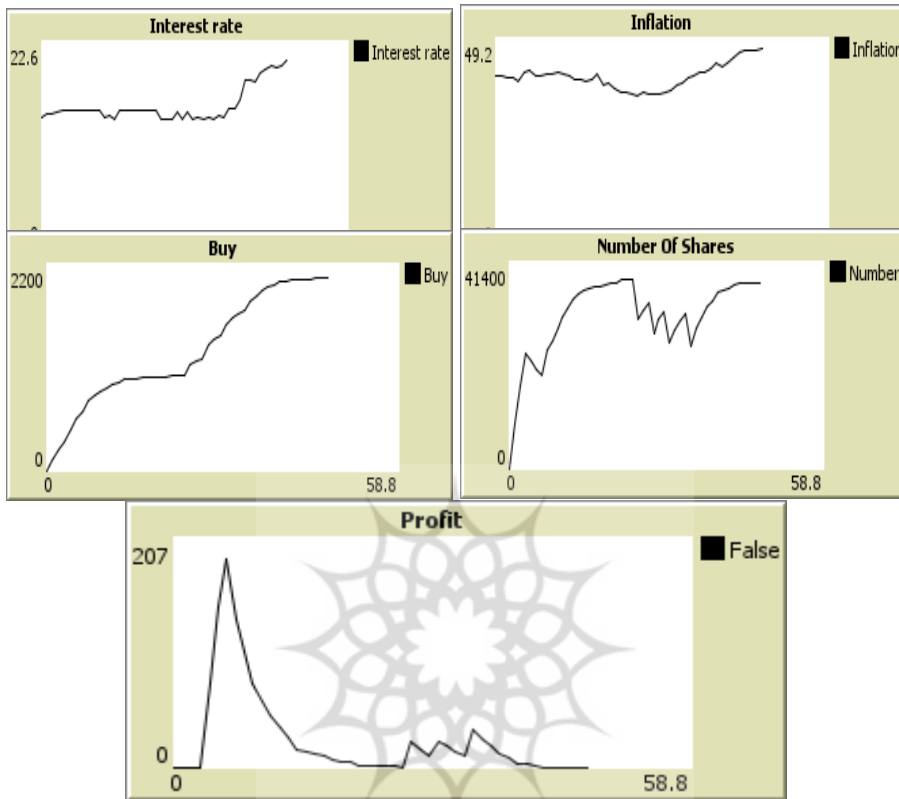 Interest rate
22.6
Interest rate
Inflation
49.2
Inflation
Buy
2200
Buy
0
0
58.8
Number Of Shares
41400
Number
0
0
58.8
Profit
207
False
0
0
58.8